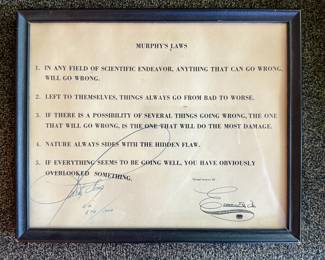 MURPHY'S LAWS
1. IN ANY FIELD OF SCIENTIFIC ENDEAVOR, ANYTHING THAT CAN GO WRONG,
WILL GO WRONG.
2. LEFT TO THEMSELVES, THINGS ALWAYS GO FROM BAD TO WORSE.
3. IF THERE IS A POSSIBILITY OF SEVERAL THINGS GOING WRONG, THE ONE
THAT WILL GO WRONG, IS THE ONE THAT WILL DO THE MOST DAMAGE.
4. NATURE ALWAYS SIDES WITH THE HIDDEN FLAW.
5. IF EVERYTHING SEEMS TO BE GOING WELL, YOU HAVE OBVIOUSLY
OVERLOOKED SOMETHING.